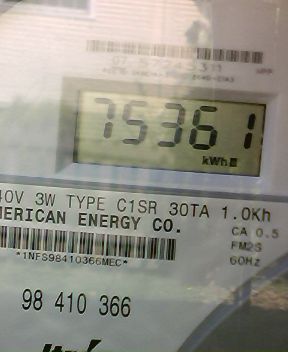 75361
kWh
40V 3W TYPE C1SR 30TA 1.0Kh
MERICAN ENERGY CO.
CA 0.5
FM2S
*1NFS98410366MEC*
60Hz
98 410 366